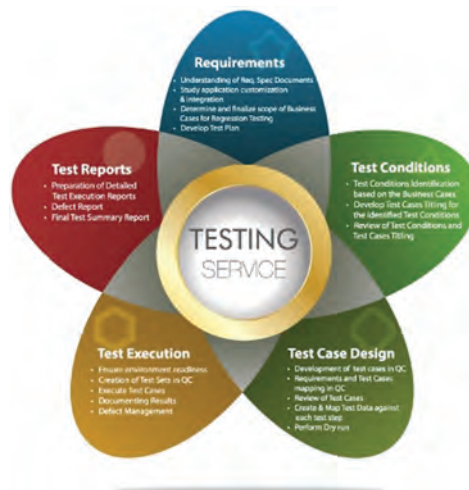 Requirements
• Understanding of Req. Spec Documents
• Study application customization
& integration
• Determine and finalize scope of Business
Cases for Regression Testing
• Develop Test Plan
Test Conditions
• Test Conditions Identification
based on the Business Cases
• Develop Test Cases Titling for
the identified Test Conditions
• Review of Test Conditions and
Test Cases Titling
Test Case Design
• Development of Test cases in QC
• Requirements and Test Cases
mapping in QC
• Review of Test Cases
• Create & Map Test Data against
each test step
• Perform Dry run
Test Execution
• Ensure environment readiness
• Creation of Test Sets in QC
• Execute Test Cases
• Documenting Results
• Defect Management
Test Reports
• Preparation of Detailed
Test Execution Reports
• Defect Report
• Final Test Summary Report
TESTING
SERVICE